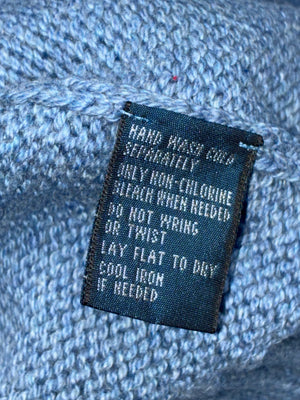 HAND WASH COLD
SEPARATELY
ONLY NON-CHLORINE
BLEACH WHEN NEEDED
DO NOT WRING
OR TWIST
LAY FLAT TO DRY
COOL IRON
IF NEEDED